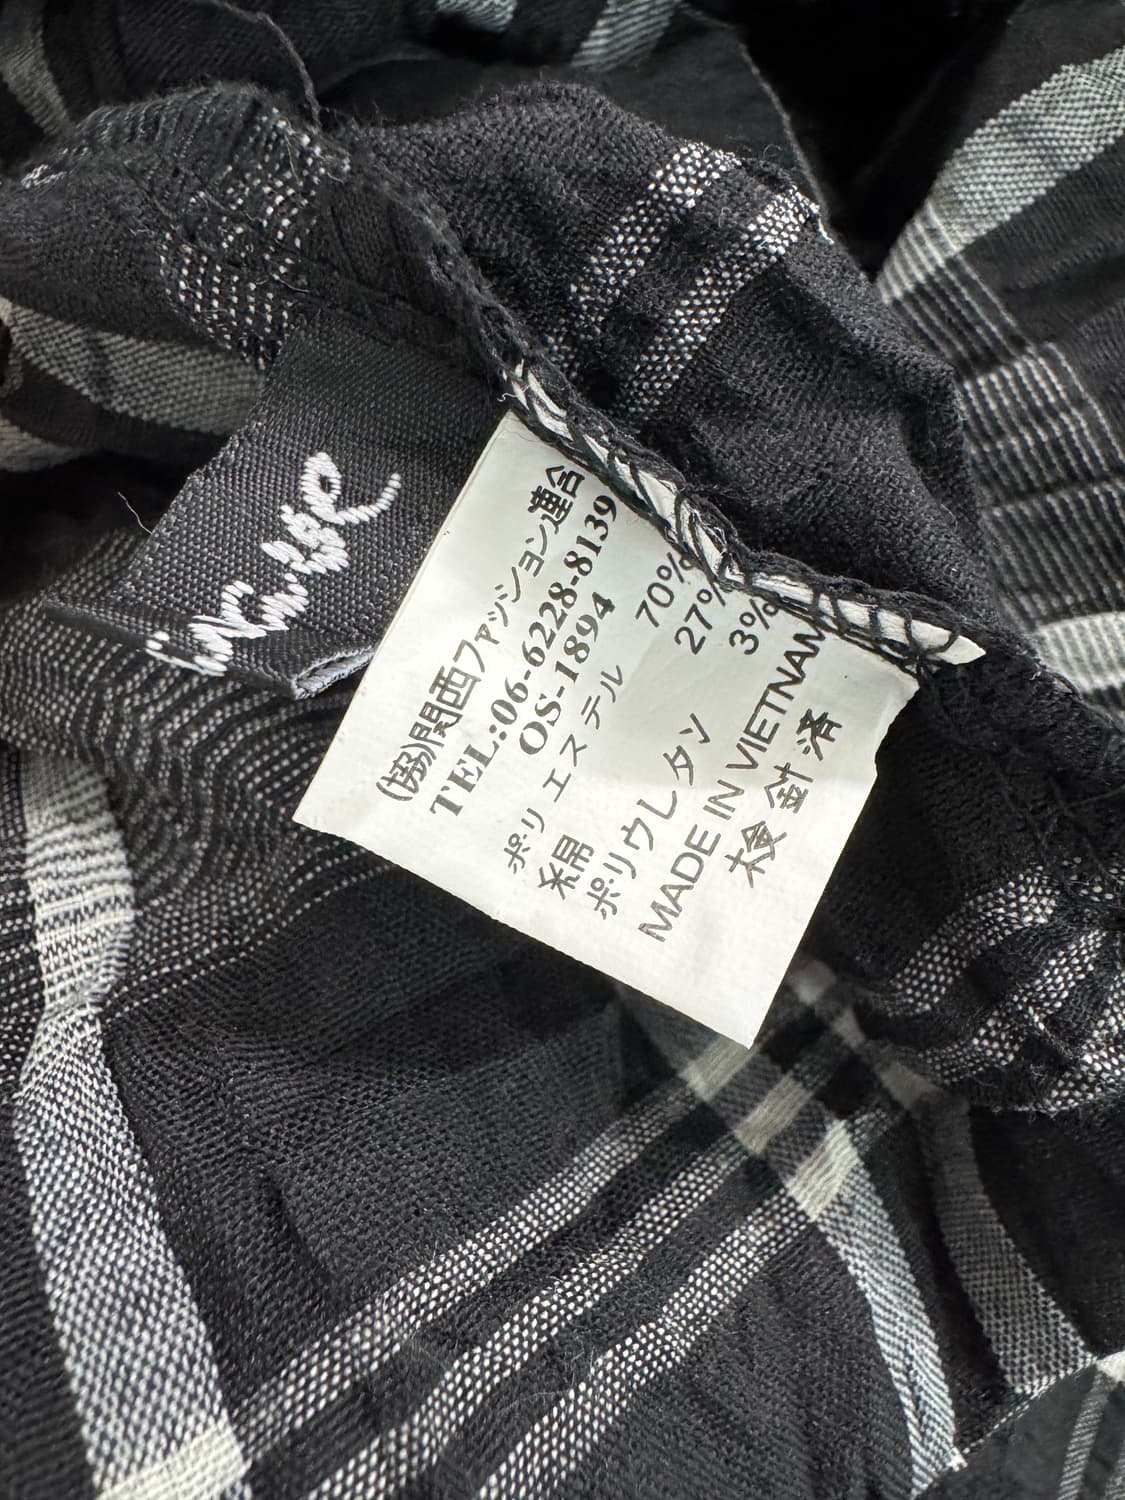 (協)関西ファッション連合
TEL:06-6228-8139
OS-1894
ポリエステル 70%
綿 27%
ポリウレタン 3%
MADE IN VIETNAM
検針済